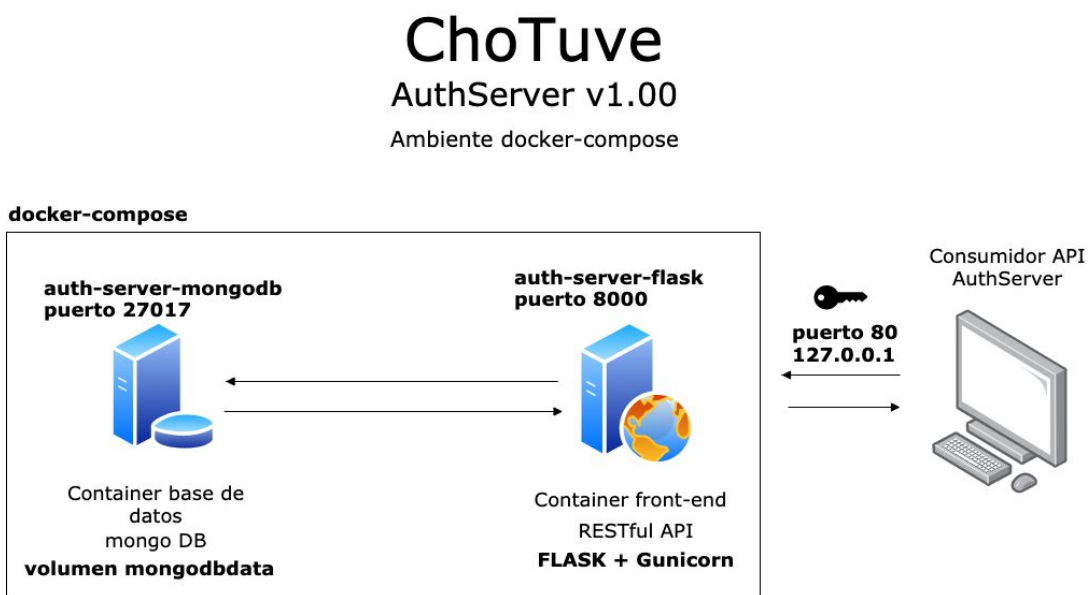 ChoTuve
AuthServer v1.00
Ambiente docker-compose
docker-compose
auth-server-mongodb
puerto 27017
auth-server-flask
puerto 8000
Consumidor API
AuthServer
puerto 80
127.0.0.1
Container base de
datos
mongo DB
volumen mongodbdata
Container front-end
RESTful API
FLASK + Gunicorn